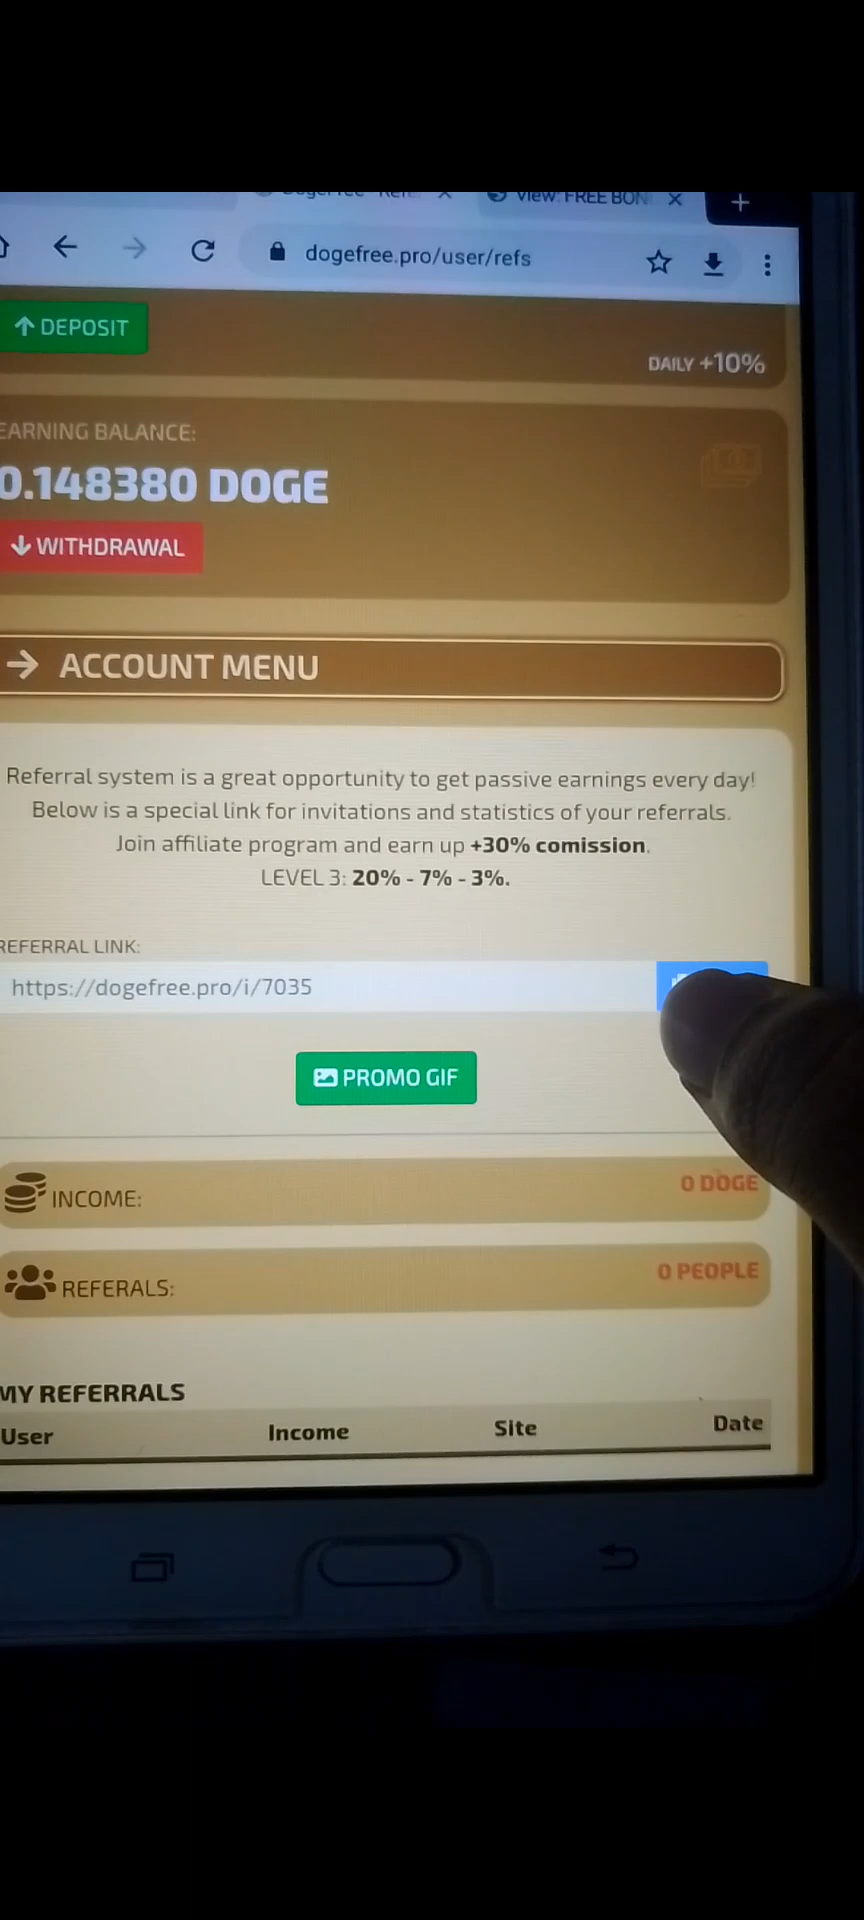 View: FREE BON
dogefree.pro/user/refs
DEPOSIT
DAILY +10%
EARNING BALANCE:
0.148380 DOGE
WITHDRAWAL
ACCOUNT MENU
Referral system is a great opportunity to get passive earnings every day!
Below is a special link for invitations and statistics of your referrals.
Join affiliate program and earn up +30% comission.
LEVEL 3: 20% - 7% - 3%.
REFERRAL LINK:
https://dogefree.pro/i/7035
PROMO GIF
INCOME:
0 DOGE
REFERALS:
0 PEOPLE
MY REFERRALS
User Income Site Date